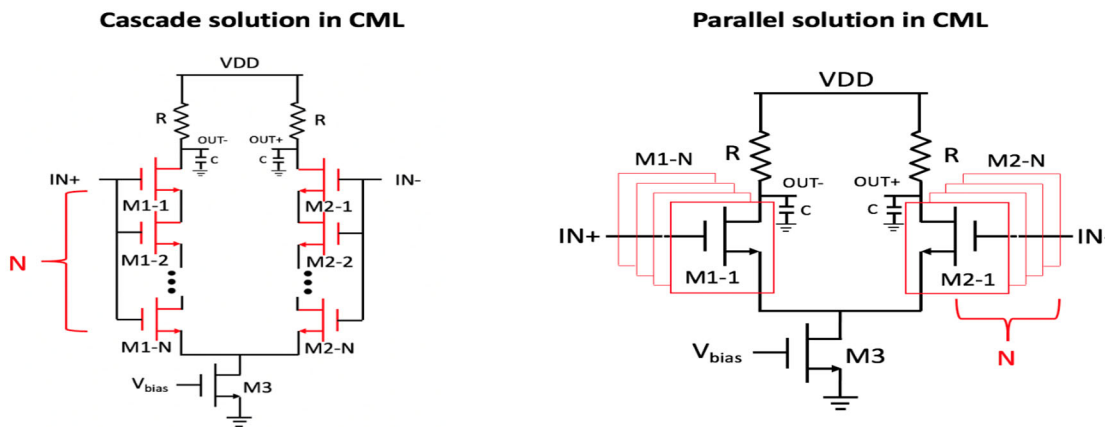 Cascade solution in CML
VDD
R
R
OUT-
OUT+
C
C
IN+
IN-
M1-1
M2-1
M1-2
M2-2
N
M1-N
M2-N
Vbias
M3
Parallel solution in CML
VDD
R
R
M1-N
M2-N
OUT-
OUT+
C
C
IN+
IN-
M1-1
M2-1
N
Vbias
M3